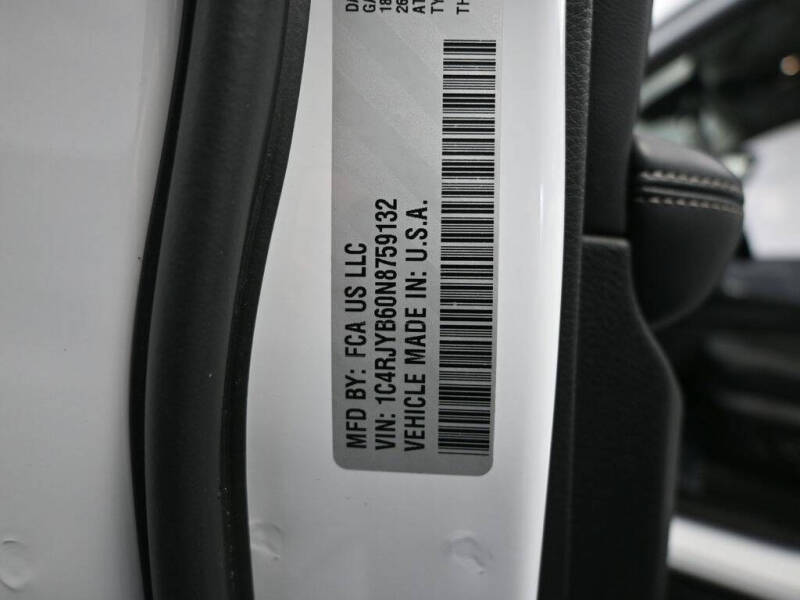 MFD BY: FCA US LLC
VIN: 1C4RJYB60N8759132
VEHICLE MADE IN: U.S.A.